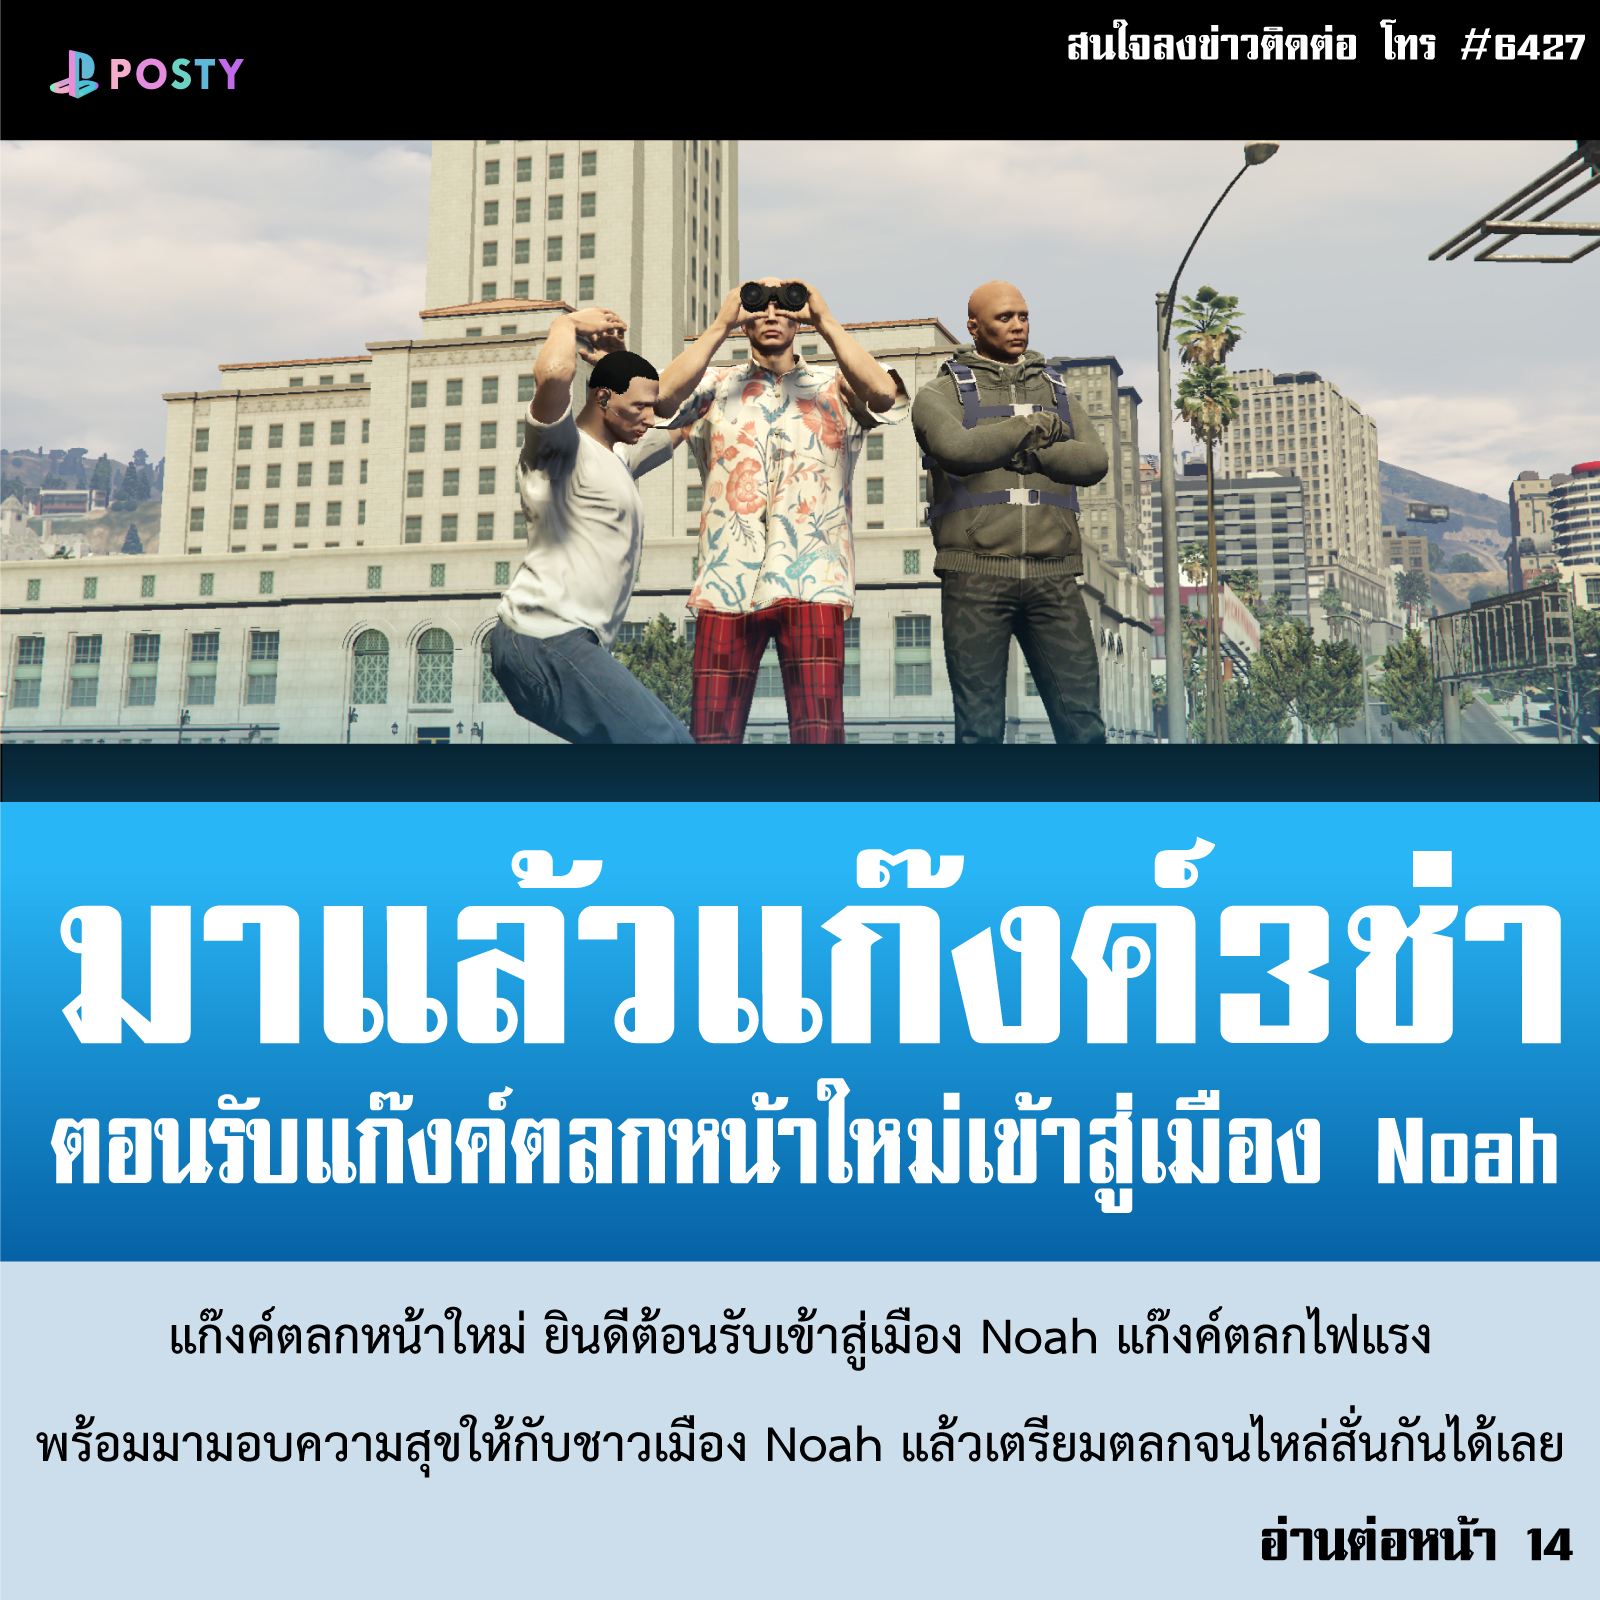 POSTY
สนใจลงข่าวติดต่อ โทร #6427
มาแล้วแก๊งค์3ช่า
ตอนรับแก๊งค์ตลกหน้าใหม่เข้าสู่เมือง Noah
แก๊งค์ตลกหน้าใหม่ ยินดีต้อนรับเข้าสู่เมือง Noah แก๊งค์ตลกไฟแรง
พร้อมมามอบความสุขให้กับชาวเมือง Noah แล้วเตรียมตลกจนไหล่สั่นกันได้เลย
อ่านต่อหน้า 14